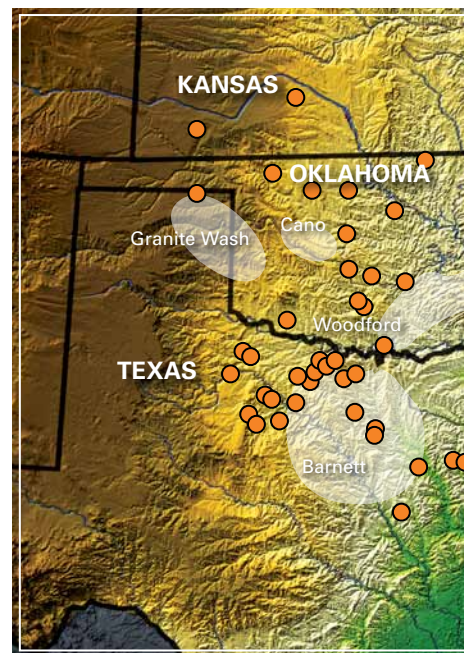 KANSAS
OKLAHOMA
Cano
Granite Wash
Woodford
TEXAS
Barnett